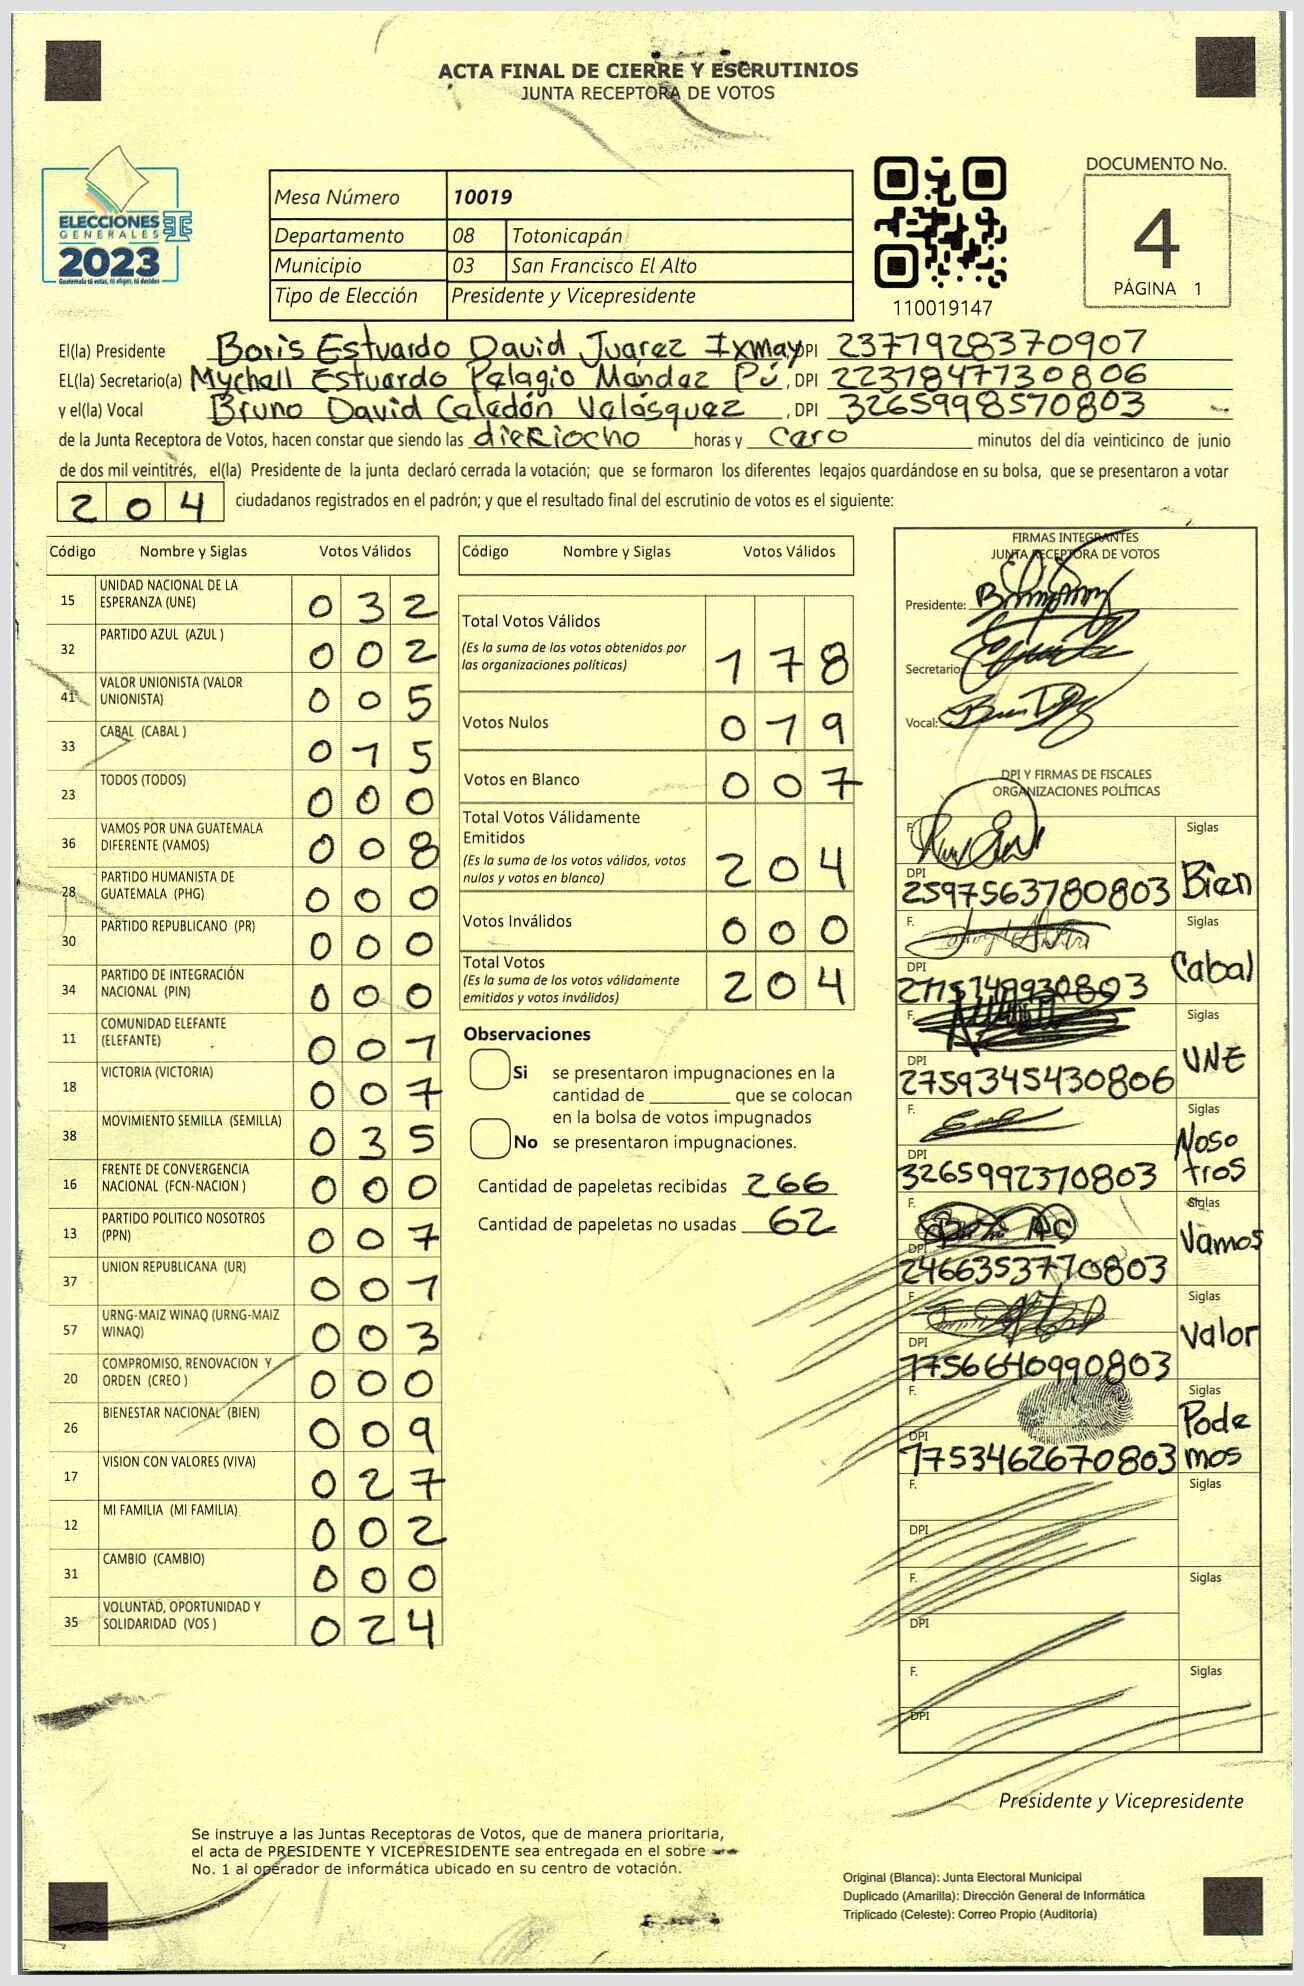 ACTA FINAL DE CIERRE Y ESCRUTINIOS
JUNTA RECEPTORA DE VOTOS
ELECCIONES
GENERALES
2023
Guatemala tú votas, tú eliges, tú decides
Mesa Número 10019
Departamento 08 Totonicapán
Municipio 03 San Francisco El Alto
Tipo de Elección Presidente y Vicepresidente
110019147
DOCUMENTO No.
4
PÁGINA 1
El(la) Presidente Boris Estuardo David Juarez Ixmay, DPI 2377928370907
EL(la) Secretario(a) Mychall Estuardo Pelagio Méndez Pú, DPI 2231847730806
y el(la) Vocal Bruno David Celedón Velásquez, DPI 3265998570803
de la Junta Receptora de Votos, hacen constar que siendo las dieciocho horas y cero minutos del día veinticinco de junio
de dos mil veintitrés, el(la) Presidente de la junta declaró cerrada la votación; que se formaron los diferentes legajos quardándose en su bolsa, que se presentaron a votar
204 ciudadanos registrados en el padrón; y que el resultado final del escrutinio de votos es el siguiente:
Código Nombre y Siglas Votos Válidos
15 UNIDAD NACIONAL DE LA ESPERANZA (UNE) 032
32 PARTIDO AZUL (AZUL ) 002
41 VALOR UNIONISTA (VALOR UNIONISTA) 005
33 CABAL (CABAL ) 015
23 TODOS (TODOS) 000
36 VAMOS POR UNA GUATEMALA DIFERENTE (VAMOS) 008
28 PARTIDO HUMANISTA DE GUATEMALA (PHG) 000
30 PARTIDO REPUBLICANO (PR) 000
34 PARTIDO DE INTEGRACIÓN NACIONAL (PIN) 000
11 COMUNIDAD ELEFANTE (ELEFANTE) 001
18 VICTORIA (VICTORIA) 007
38 MOVIMIENTO SEMILLA (SEMILLA) 035
16 FRENTE DE CONVERGENCIA NACIONAL (FCN-NACION ) 000
13 PARTIDO POLITICO NOSOTROS (PPN) 007
37 UNION REPUBLICANA (UR) 001
57 URNG-MAIZ WINAQ (URNG-MAIZ WINAQ) 003
20 COMPROMISO, RENOVACION Y ORDEN (CREO ) 000
26 BIENESTAR NACIONAL (BIEN) 009
17 VISION CON VALORES (VIVA) 027
12 MI FAMILIA (MI FAMILIA) 002
31 CAMBIO (CAMBIO) 000
35 VOLUNTAD, OPORTUNIDAD Y SOLIDARIDAD (VOS ) 024
Código Nombre y Siglas Votos Válidos
Total Votos Válidos 178
(Es la suma de los votos obtenidos por
las organizaciones políticas)
Votos Nulos 019
Votos en Blanco 007
Total Votos Válidamente
Emitidos 204
(Es la suma de los votos válidos, votos
nulos y votos en blanco)
Votos Inválidos 000
Total Votos 204
(Es la suma de los votos válidamente
emitidos y votos inválidos)
Observaciones
Si se presentaron impugnaciones en la
cantidad de ________ que se colocan
en la bolsa de votos impugnados
No se presentaron impugnaciones.
Cantidad de papeletas recibidas 266
Cantidad de papeletas no usadas 62
FIRMAS INTEGRANTES
JUNTA RECEPTORA DE VOTOS
Presidente:
Secretario:
Vocal:
DPI Y FIRMAS DE FISCALES
ORGANIZACIONES POLÍTICAS
F. Siglas
DPI 2597563780803 Bien
F. Siglas
DPI Cabal
F. Siglas
DPI 2759345430806 UNE
F. Siglas
DPI 3265992370803 Nosotros
F. Siglas
DPI 2466353770803 Vamos
F. Siglas
DPI 1756640990803 Valor
F. Siglas
DPI 1753462670803 Podemos
F. Siglas
DPI
F. Siglas
DPI
F. Siglas
DPI
Presidente y Vicepresidente
Se instruye a las Juntas Receptoras de Votos, que de manera prioritaria,
el acta de PRESIDENTE Y VICEPRESIDENTE sea entregada en el sobre
No. 1 al operador de informática ubicado en su centro de votación.
Original (Blanca): Junta Electoral Municipal
Duplicado (Amarilla): Dirección General de Informática
Triplicado (Celeste): Correo Propio (Auditoría)